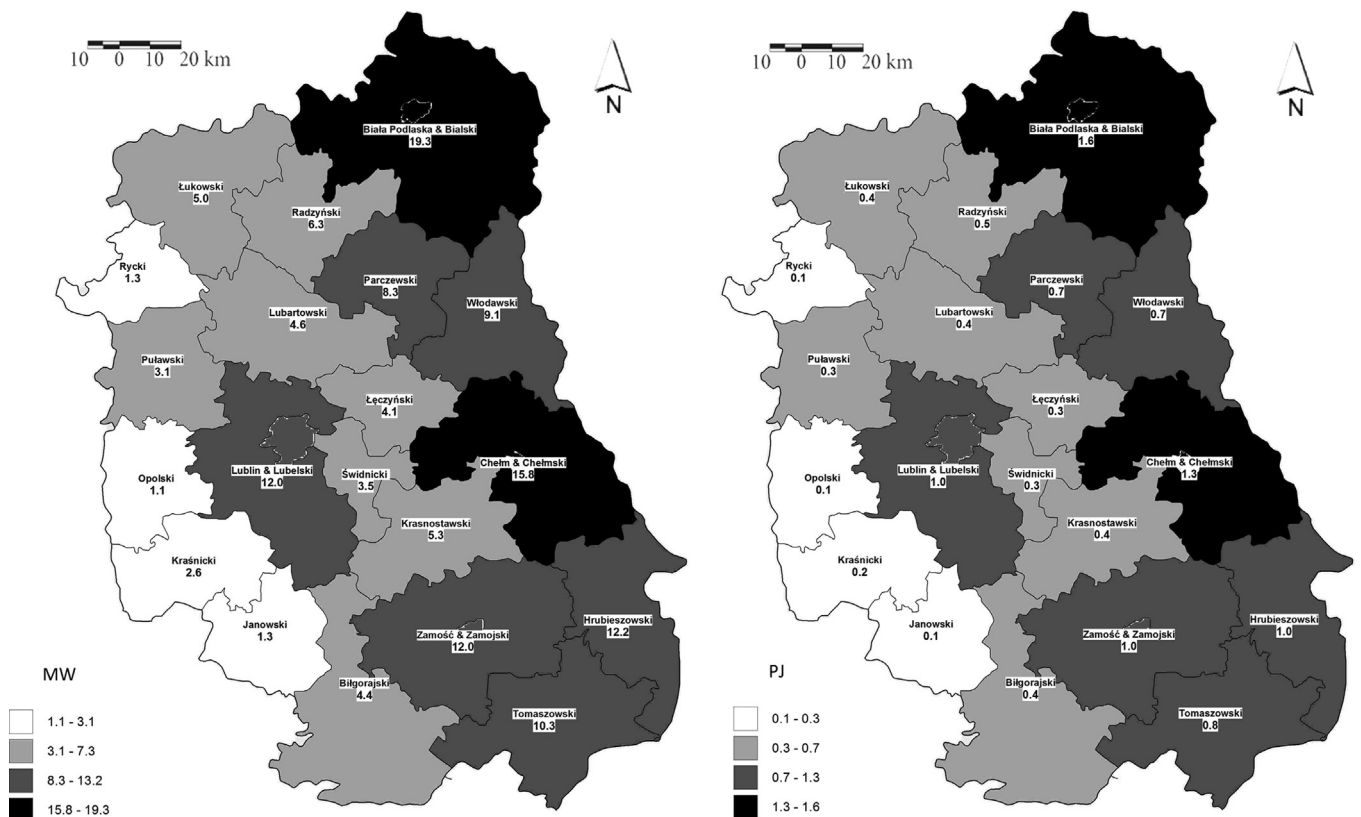 10 0 10 20 km
N
Biała Podlaska & Bialski
19.3
Łukowski
5.0
Radzyński
6.3
Rycki
1.3
Parczewski
8.3
Włodawski
9.1
Lubartowski
4.6
Puławski
3.1
Łęczyński
4.1
Lublin & Lubelski
12.0
Świdnicki
3.5
Chełm & Chełmski
15.8
Opolski
1.1
Krasnostawski
5.3
Kraśnicki
2.6
Janowski
1.3
Zamość & Zamojski
12.0
Hrubieszowski
12.2
Biłgorajski
4.4
Tomaszowski
10.3
MW
1.1 - 3.1
3.1 - 7.3
8.3 - 13.2
15.8 - 19.3
10 0 10 20 km
N
Biała Podlaska & Bialski
1.6
Łukowski
0.4
Radzyński
0.5
Rycki
0.1
Parczewski
0.7
Włodawski
0.7
Lubartowski
0.4
Puławski
0.3
Łęczyński
0.3
Lublin & Lubelski
1.0
Świdnicki
0.3
Chełm & Chełmski
1.3
Opolski
0.1
Krasnostawski
0.4
Kraśnicki
0.2
Janowski
0.1
Zamość & Zamojski
1.0
Hrubieszowski
1.0
Biłgorajski
0.4
Tomaszowski
0.8
PJ
0.1 - 0.3
0.3 - 0.7
0.7 - 1.3
1.3 - 1.6